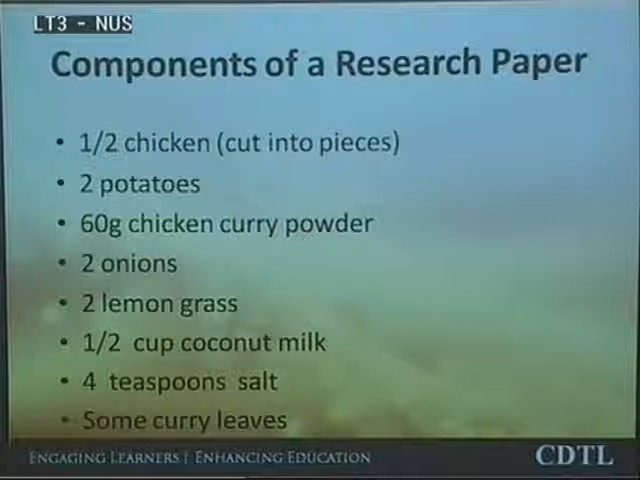 LT3 - NUS
Components of a Research Paper
• 1/2 chicken (cut into pieces)
• 2 potatoes
• 60g chicken curry powder
• 2 onions
• 2 lemon grass
• 1/2 cup coconut milk
• 4 teaspoons salt
• Some curry leaves
ENGAGING LEARNERS | ENHANCING EDUCATION
CDTL